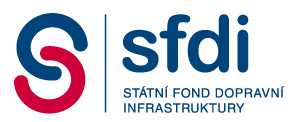 sfdi
STÁTNÍ FOND DOPRAVNÍ
INFRASTRUKTURY